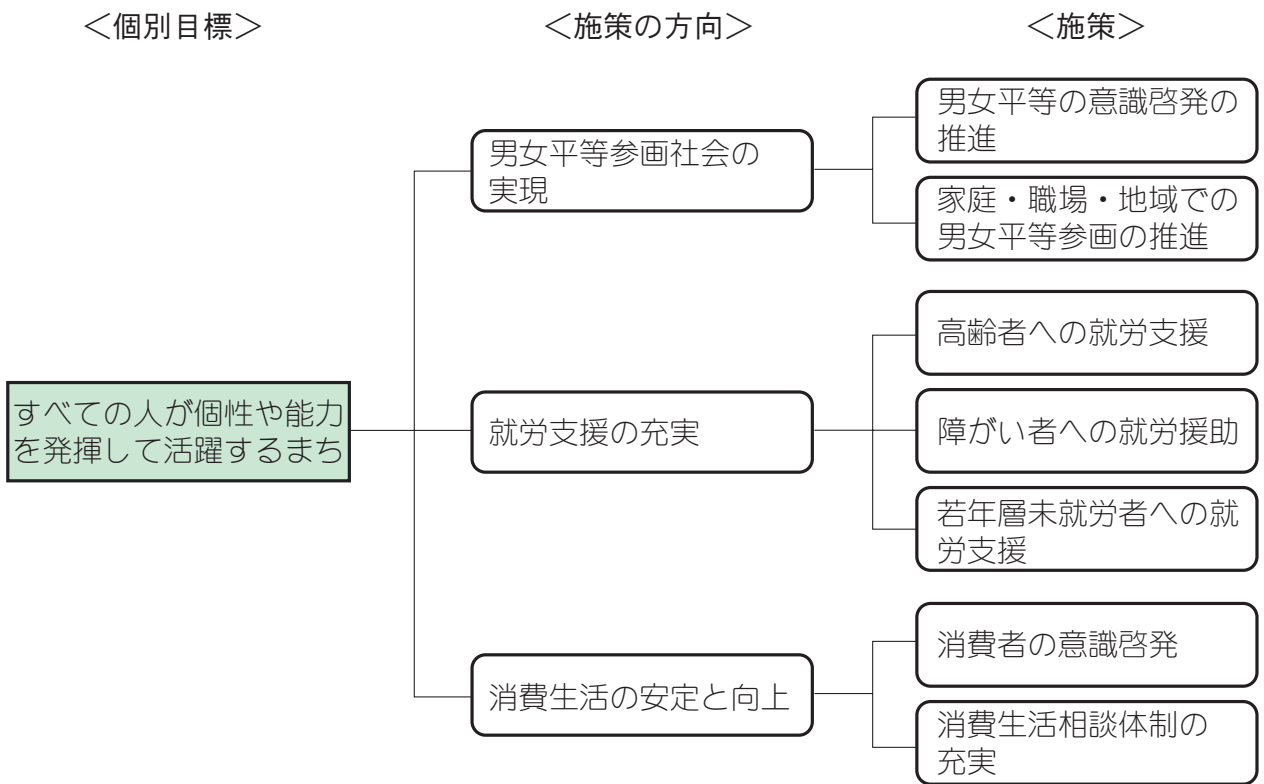 ＜個別目標＞
＜施策の方向＞
＜施策＞
すべての人が個性や能力
を発揮して活躍するまち
男女平等参画社会の
実現
男女平等の意識啓発の
推進
家庭・職場・地域での
男女平等参画の推進
就労支援の充実
高齢者への就労支援
障がい者への就労援助
若年層未就労者への就
労支援
消費生活の安定と向上
消費者の意識啓発
消費生活相談体制の
充実